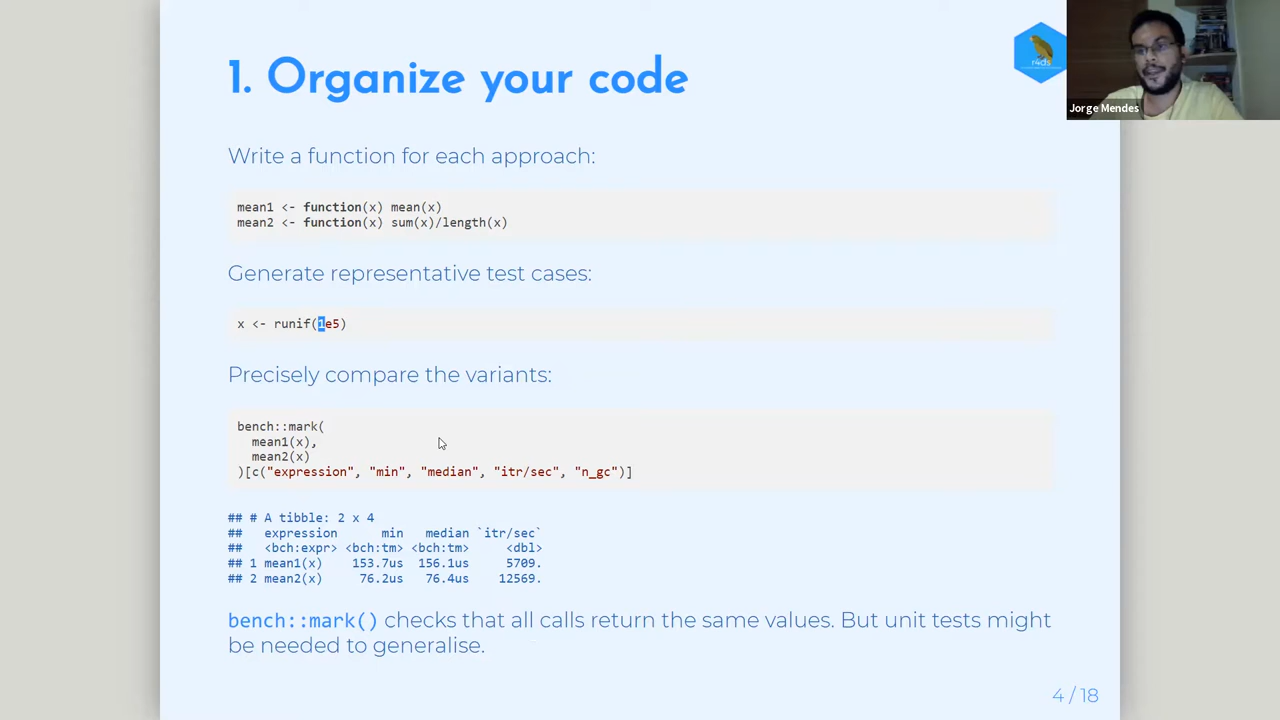 1. Organize your code
r4ds
Jorge Mendes
Write a function for each approach:
mean1 <- function(x) mean(x)
mean2 <- function(x) sum(x)/length(x)
Generate representative test cases:
x <- runif(1e5)
Precisely compare the variants:
bench::mark(
  mean1(x),
  mean2(x)
)[c("expression", "min", "median", "itr/sec", "n_gc")]
## # A tibble: 2 x 4
##   expression      min   median `itr/sec`
##   <bch:expr> <bch:tm> <bch:tm>     <dbl>
## 1 mean1(x)    153.7us  156.1us     5709.
## 2 mean2(x)     76.2us   76.4us    12569.
bench::mark() checks that all calls return the same values. But unit tests might
be needed to generalise.
4 / 18